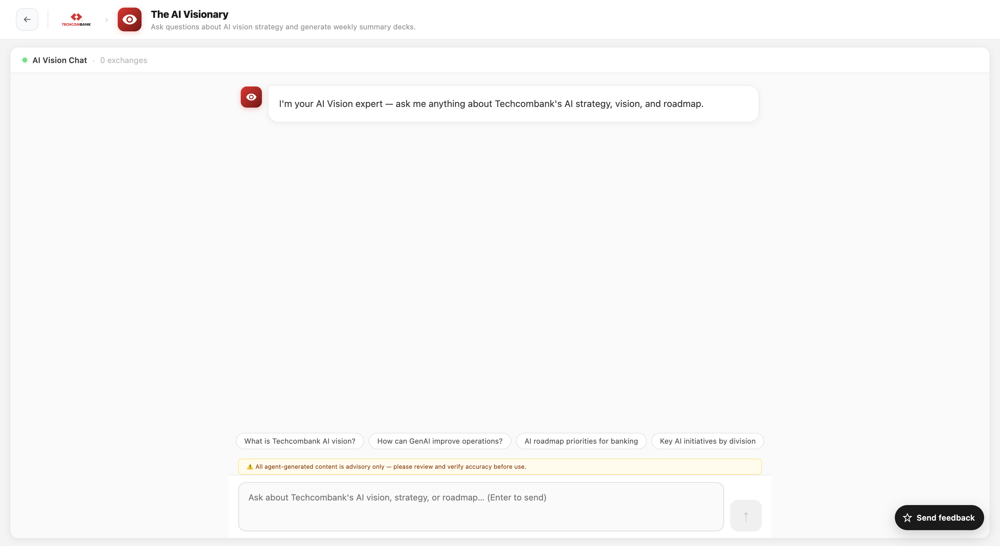 TECHCOMBANK
›
The AI Visionary
Ask questions about AI vision strategy and generate weekly summary decks.
AI Vision Chat · 0 exchanges
I'm your AI Vision expert — ask me anything about Techcombank's AI strategy, vision, and roadmap.
What is Techcombank AI vision?
How can GenAI improve operations?
AI roadmap priorities for banking
Key AI initiatives by division
⚠️ All agent-generated content is advisory only — please review and verify accuracy before use.
Ask about Techcombank's AI vision, strategy, or roadmap... (Enter to send)
↑
Send feedback